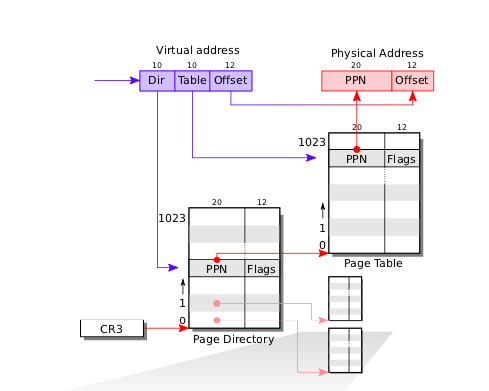 Virtual address
10 10 12
Dir Table Offset
Physical Address
20 12
PPN Offset
20 12
1023
PPN Flags
1
0
Page Table
20 12
1023
PPN Flags
1
0
Page Directory
CR3